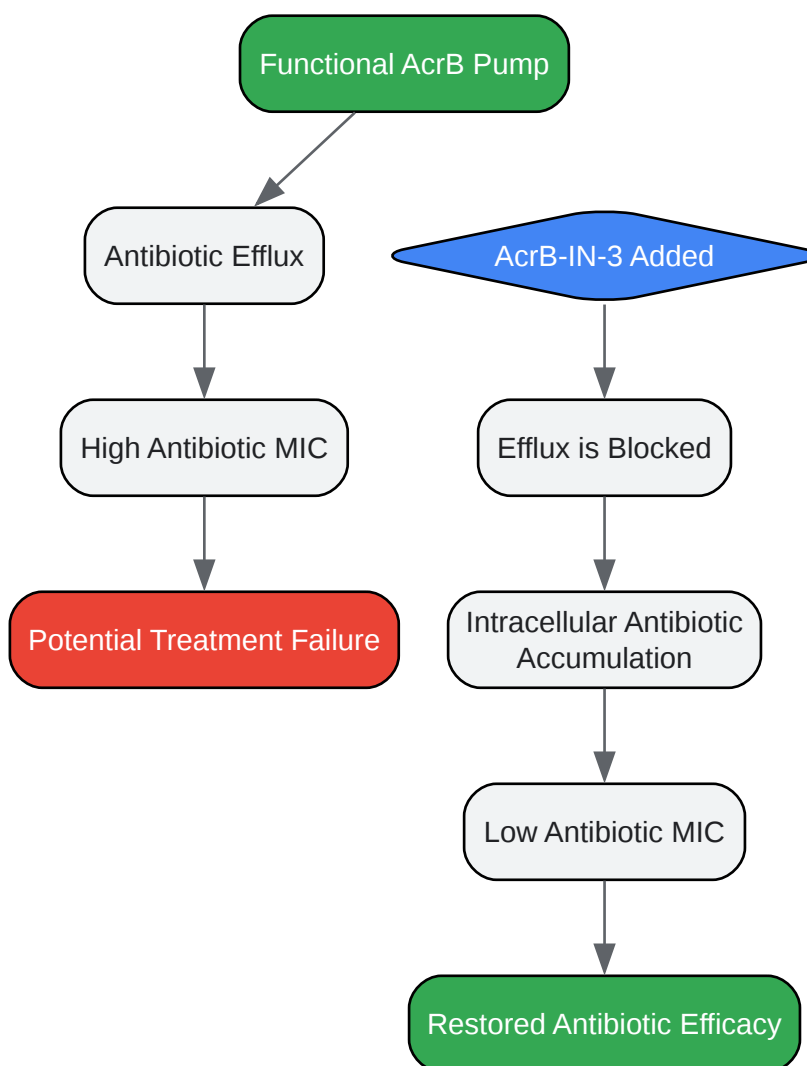 Functional AcrB Pump
Antibiotic Efflux
AcrB-IN-3 Added
High Antibiotic MIC
Efflux is Blocked
Potential Treatment Failure
Intracellular Antibiotic
Accumulation
Low Antibiotic MIC
Restored Antibiotic Efficacy